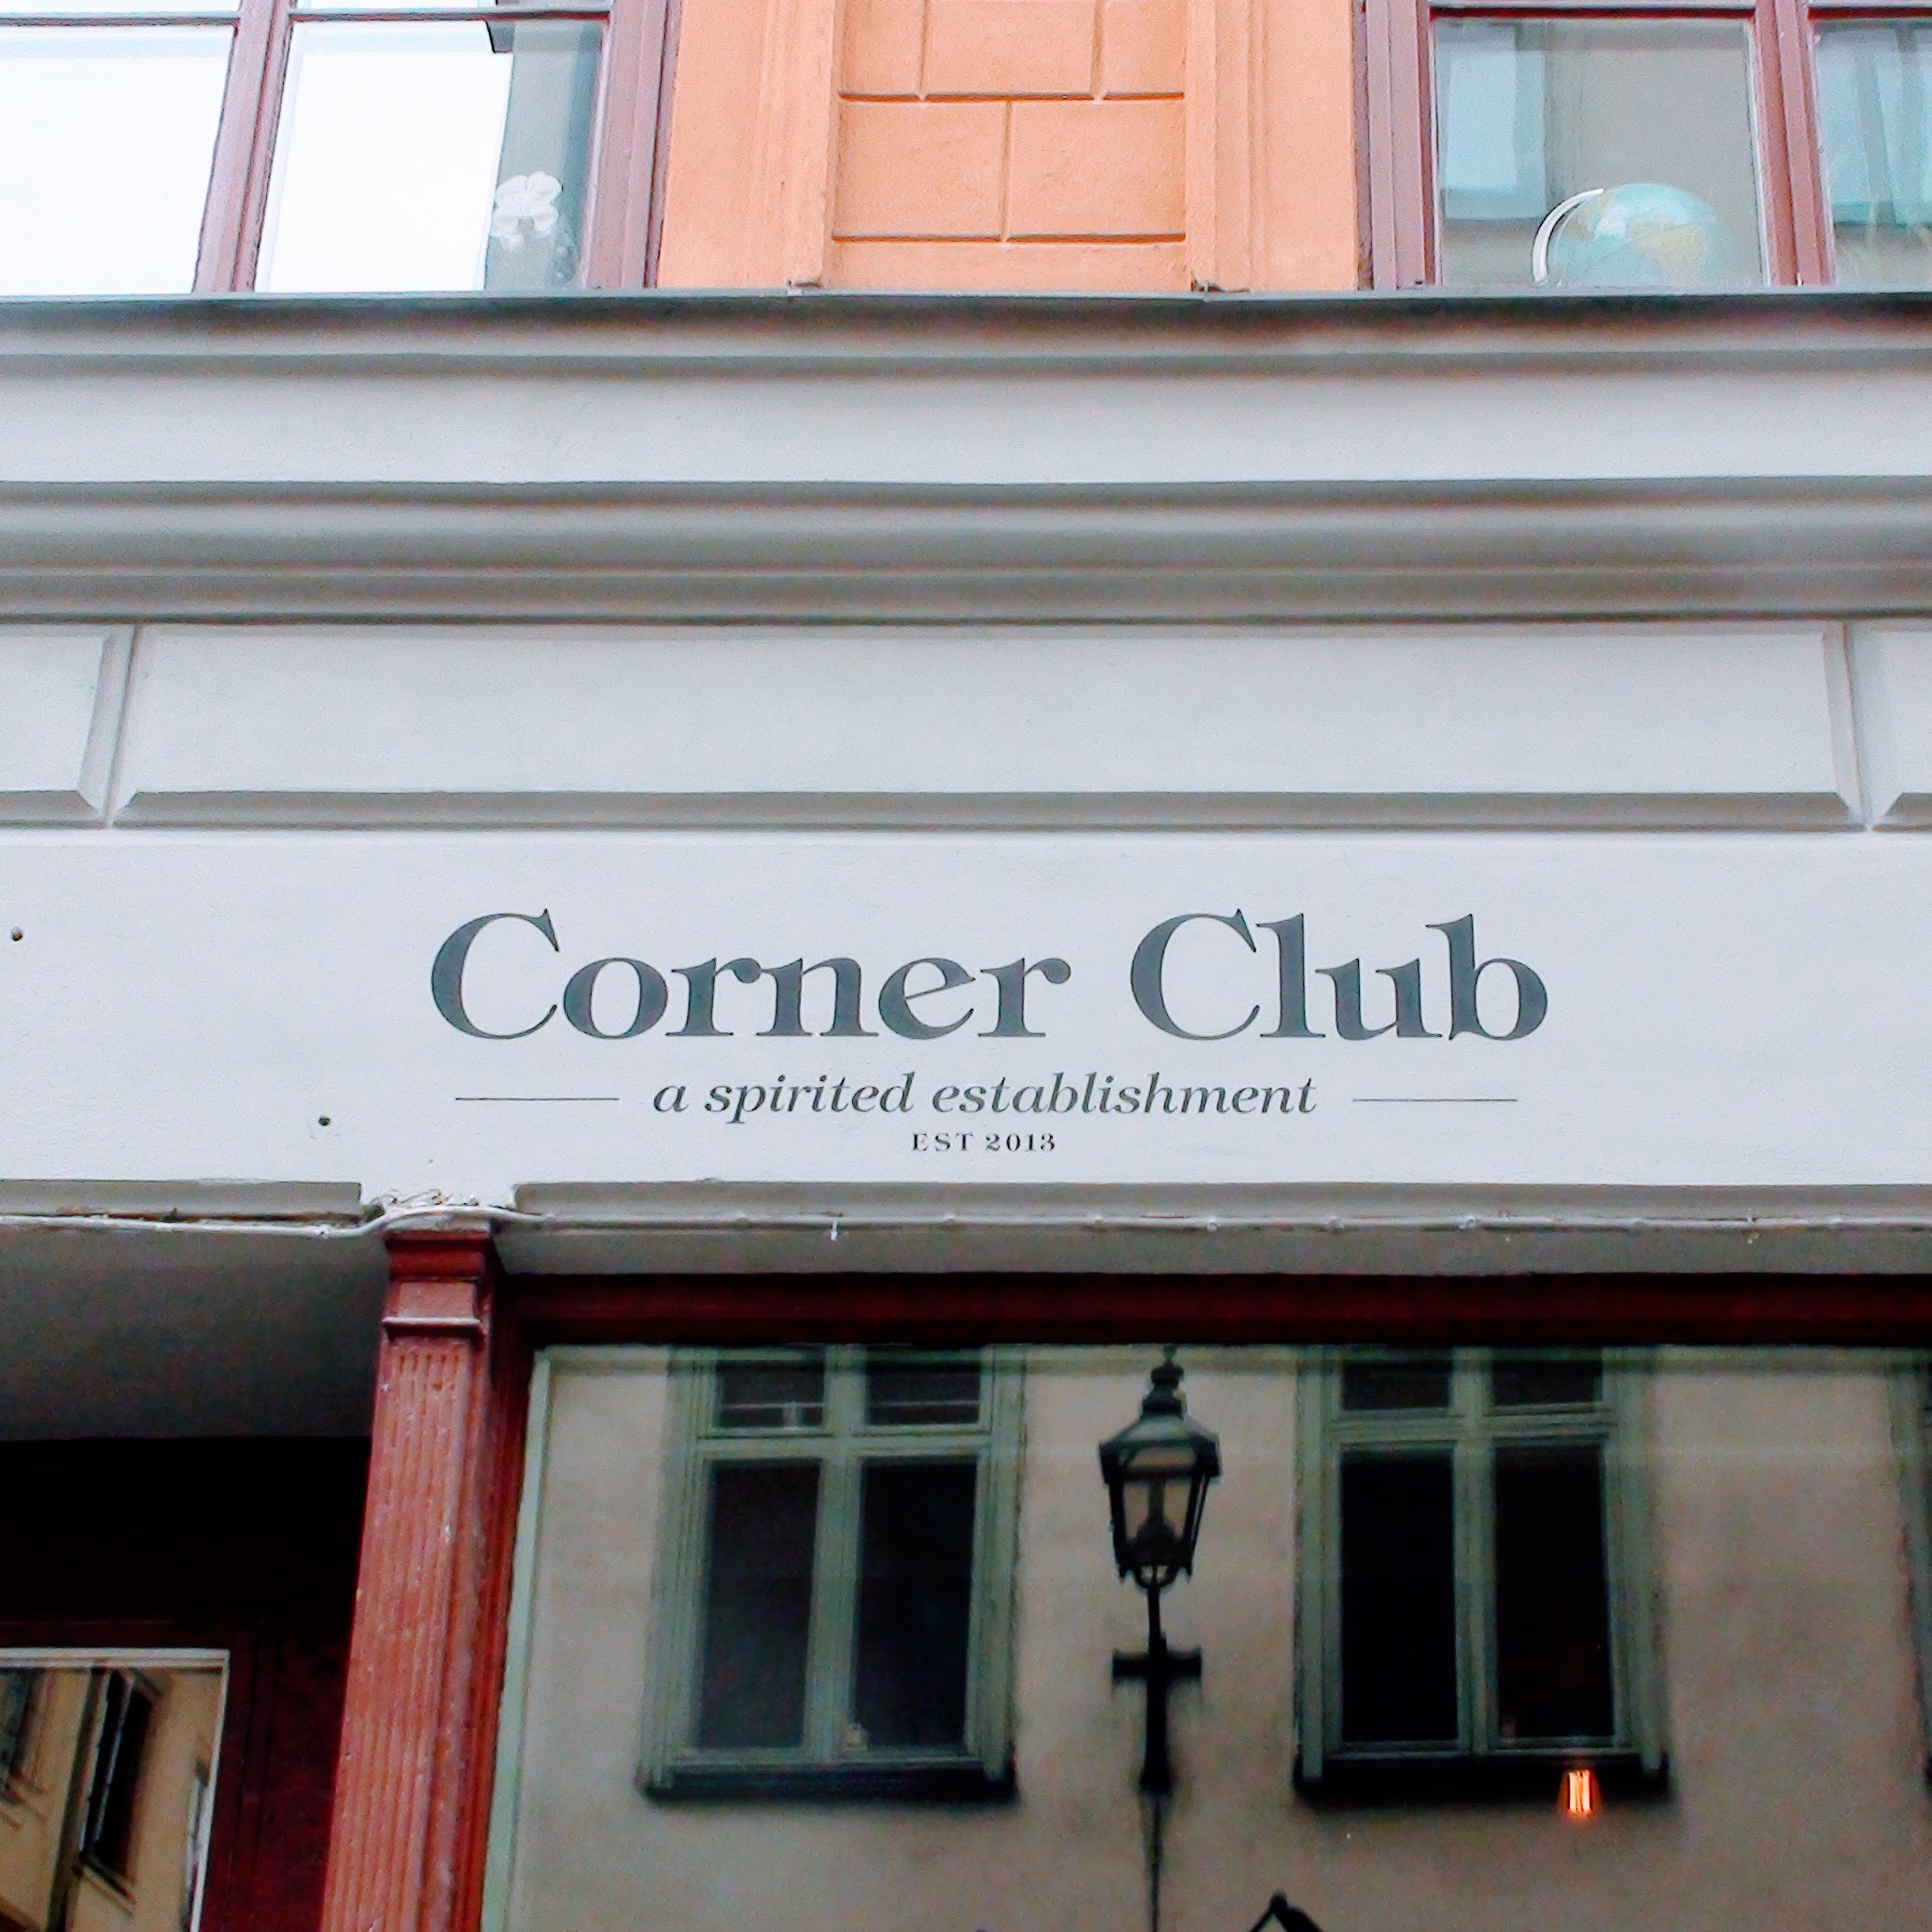 Corner Club
a spirited establishment
EST 2013